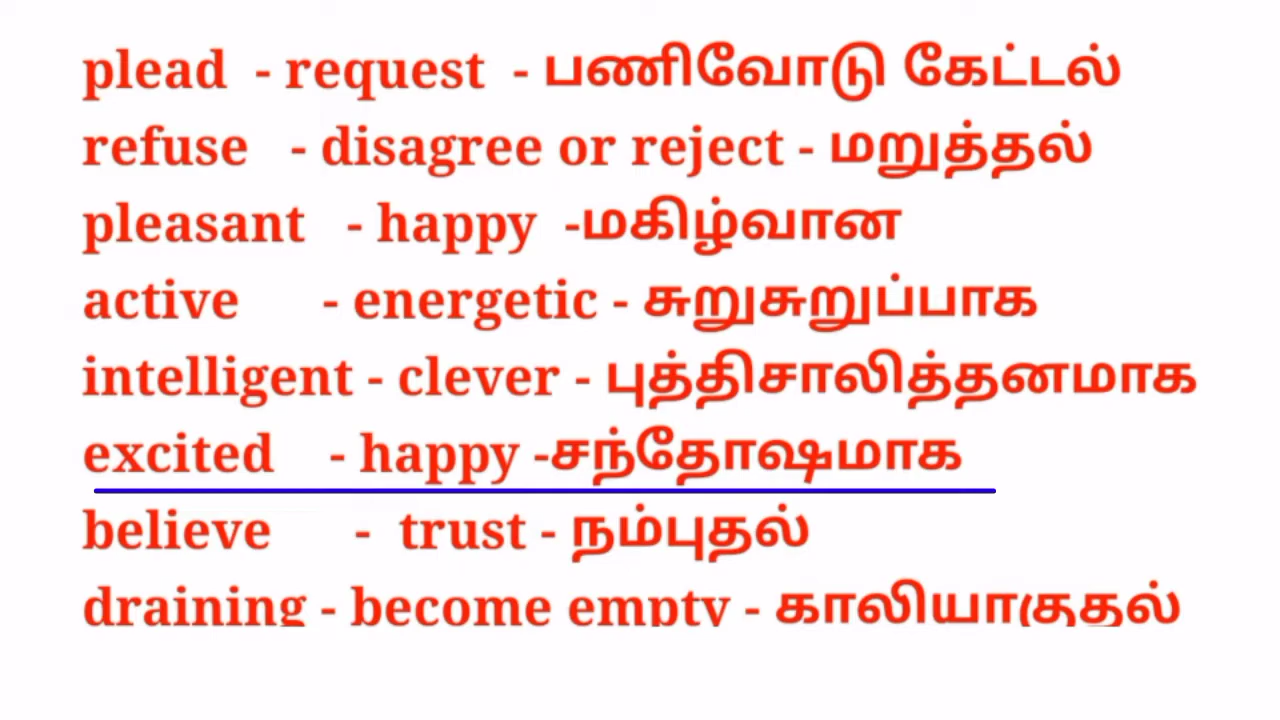 plead - request - பணிவோடு கேட்டல்
refuse - disagree or reject - மறுத்தல்
pleasant - happy -மகிழ்வான
active - energetic - சுறுசுறுப்பாக
intelligent - clever - புத்திசாலித்தனமாக
excited - happy -சந்தோஷமாக
believe - trust - நம்புதல்
draining - become empty - காலியாகுதல்